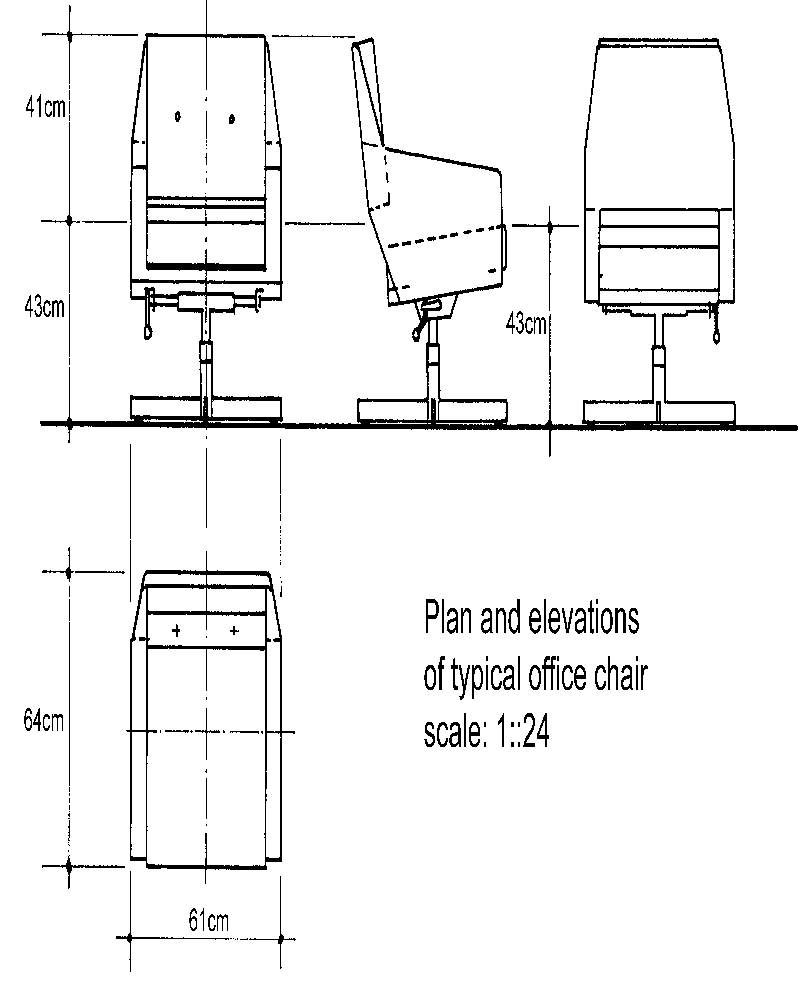 41cm
43cm
43cm
Plan and elevations
of typical office chair
scale: 1::24
64cm
61cm